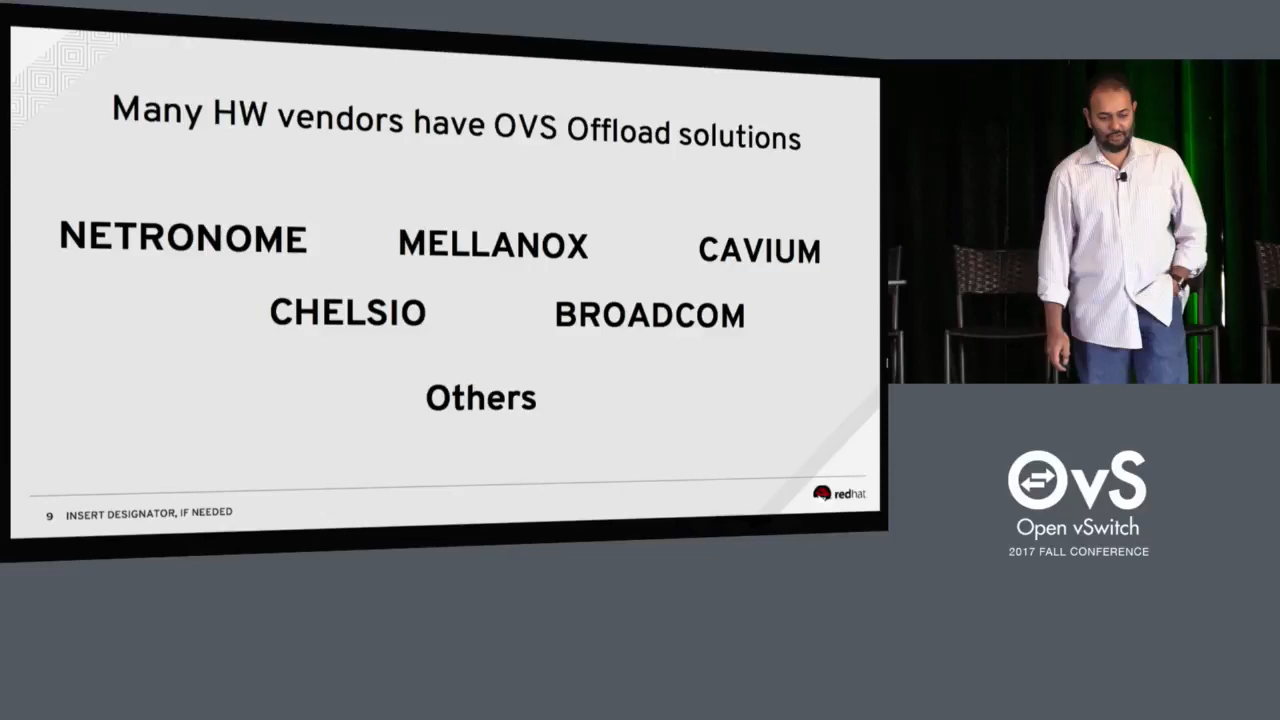 Many HW vendors have OVS Offload solutions
NETRONOME MELLANOX CAVIUM
CHELSIO BROADCOM
Others
9 INSERT DESIGNATOR, IF NEEDED
redhat
OvS
Open vSwitch
2017 FALL CONFERENCE